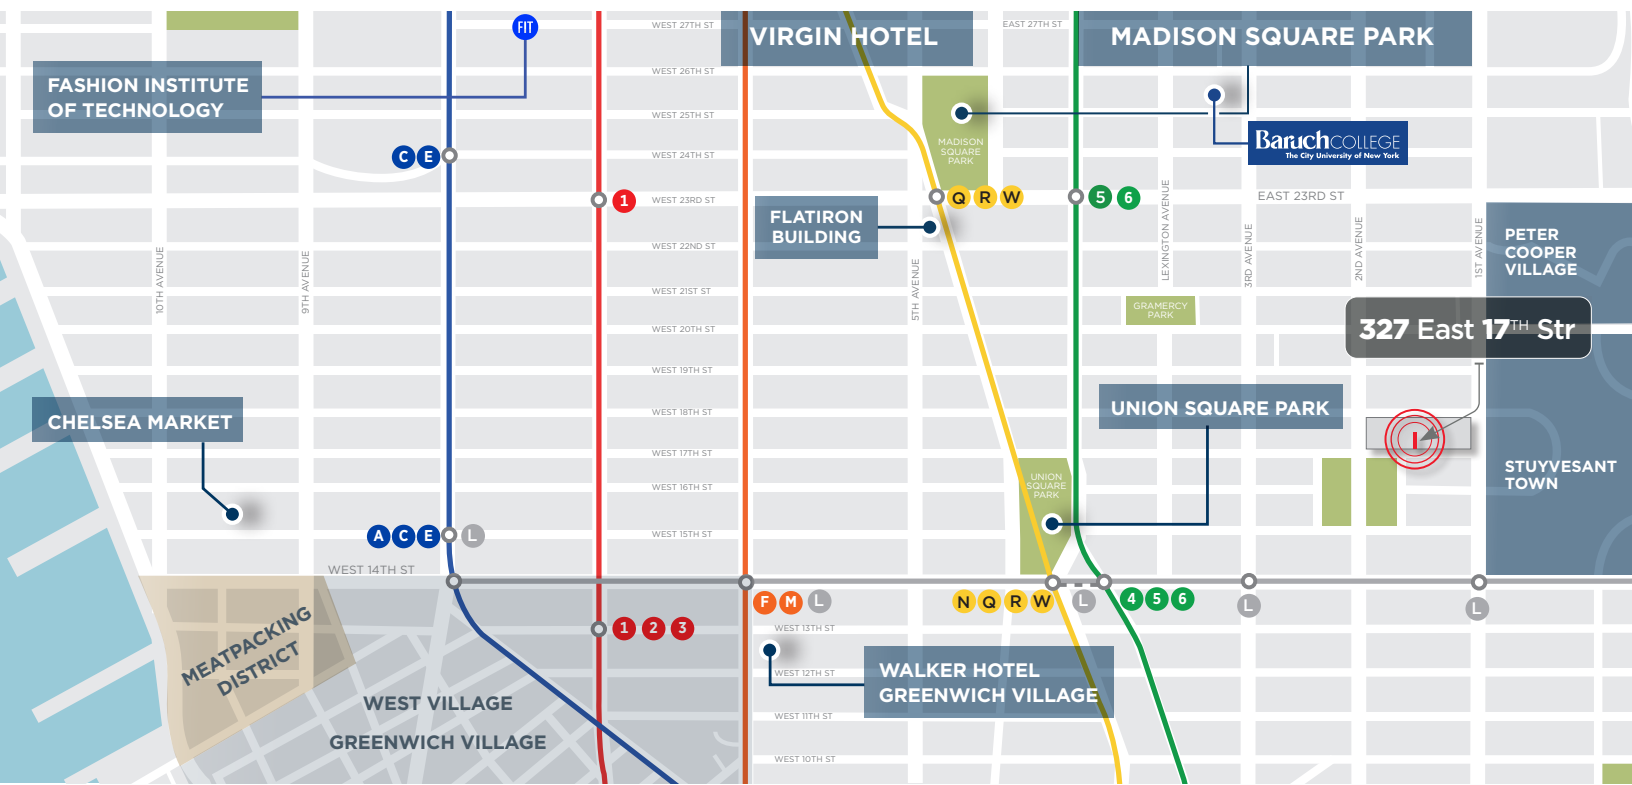 FIT
WEST 27TH ST
VIRGIN HOTEL
EAST 27TH ST
MADISON SQUARE PARK
FASHION INSTITUTE
OF TECHNOLOGY
WEST 26TH ST
WEST 25TH ST
MADISON
SQUARE
PARK
Baruch COLLEGE
The City University of New York
C E
WEST 24TH ST
1
WEST 23RD ST
Q R W
5 6
EAST 23RD ST
FLATIRON
BUILDING
WEST 22ND ST
10TH AVENUE
9TH AVENUE
5TH AVENUE
LEXINGTON AVENUE
3RD AVENUE
2ND AVENUE
1ST AVENUE
PETER
COOPER
VILLAGE
WEST 21ST ST
GRAMERCY
PARK
WEST 20TH ST
327 East 17TH Str
WEST 19TH ST
CHELSEA MARKET
WEST 18TH ST
UNION SQUARE PARK
WEST 17TH ST
UNION
SQUARE
PARK
STUYVESANT
TOWN
WEST 16TH ST
A C E L
WEST 15TH ST
WEST 14TH ST
F M L
N Q R W L
4 5 6
L
L
1 2 3
WEST 13TH ST
MEATPACKING
DISTRICT
WEST 12TH ST
WALKER HOTEL
GREENWICH VILLAGE
WEST VILLAGE
GREENWICH VILLAGE
WEST 11TH ST
WEST 10TH ST